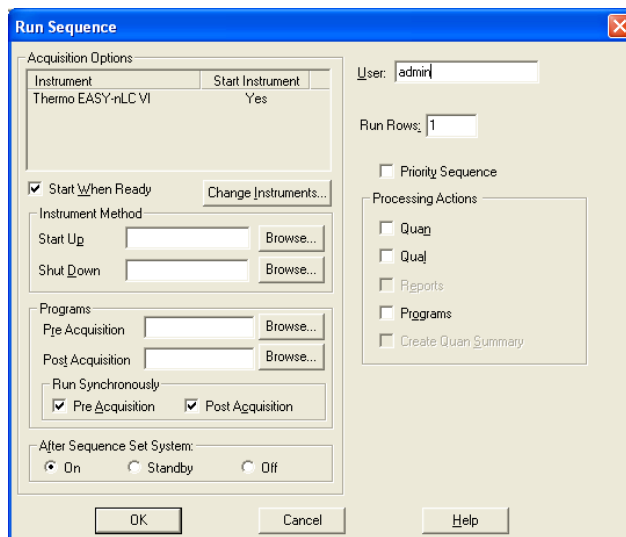 Run Sequence
Acquisition Options
Instrument Start Instrument
Thermo EASY-nLC VI Yes
Start When Ready Change Instruments...
Instrument Method
Start Up Browse...
Shut Down Browse...
Programs
Pre Acquisition Browse...
Post Acquisition Browse...
Run Synchronously
Pre Acquisition Post Acquisition
After Sequence Set System:
On Standby Off
User: admin
Run Rows: 1
Priority Sequence
Processing Actions
Quan
Qual
Reports
Programs
Create Quan Summary
OK Cancel Help